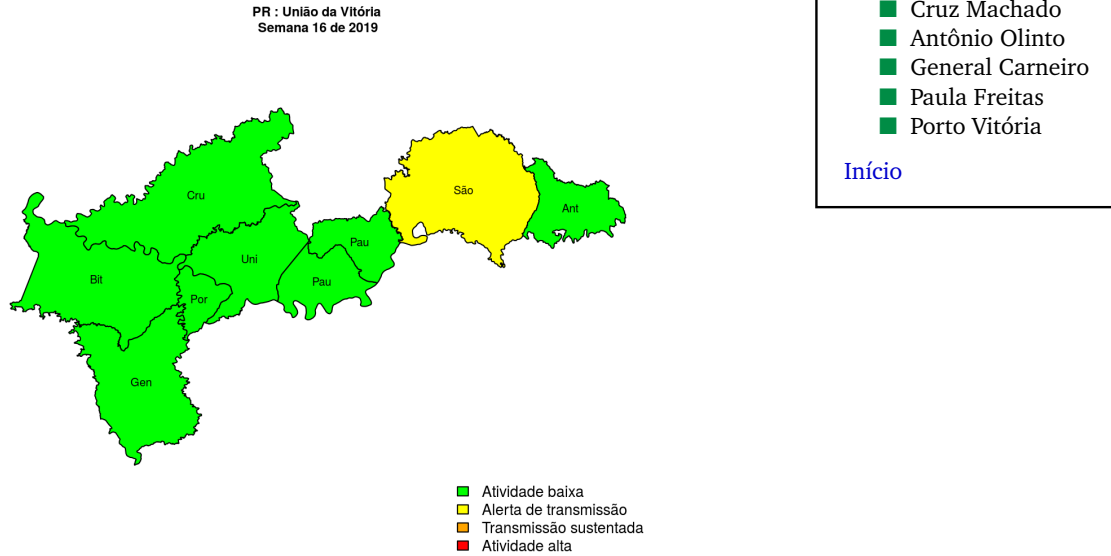 PR : União da Vitória
Semana 16 de 2019
Cru
São
Ant
Pau
Uni
Bit
Pau
Por
Gen
Atividade baixa
Alerta de transmissão
Transmissão sustentada
Atividade alta
Cruz Machado
Antônio Olinto
General Carneiro
Paula Freitas
Porto Vitória
Início